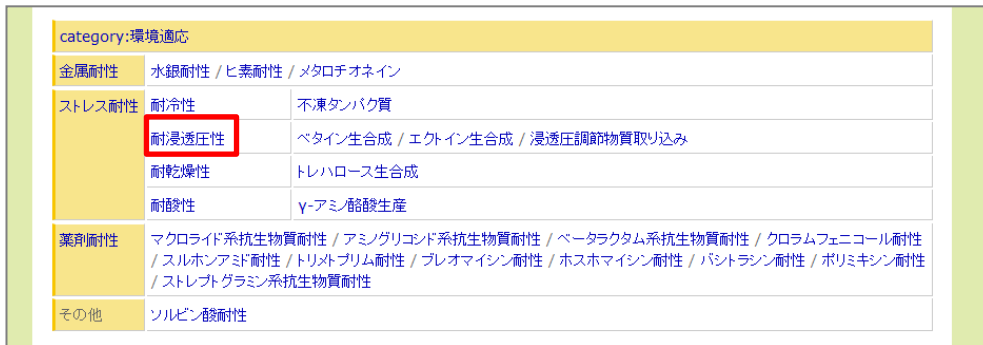 category:環境適応
金属耐性 水銀耐性 / ヒ素耐性 / メタロチオネイン
ストレス耐性 耐冷性 不凍タンパク質
耐浸透圧性 ベタイン生合成 / エクトイン生合成 / 浸透圧調節物質取り込み
耐乾燥性 トレハロース生合成
耐酸性 γ-アミノ酪酸生産
薬剤耐性 マクロライド系抗生物質耐性 / アミノグリコシド系抗生物質耐性 / ベータラクタム系抗生物質耐性 / クロラムフェニコール耐性
/ スルホンアミド耐性 / トリメトプリム耐性 / ブレオマイシン耐性 / ホスホマイシン耐性 / バシトラシン耐性 / ポリミキシン耐性
/ ストレプトグラミン系抗生物質耐性
その他 ソルビン酸耐性